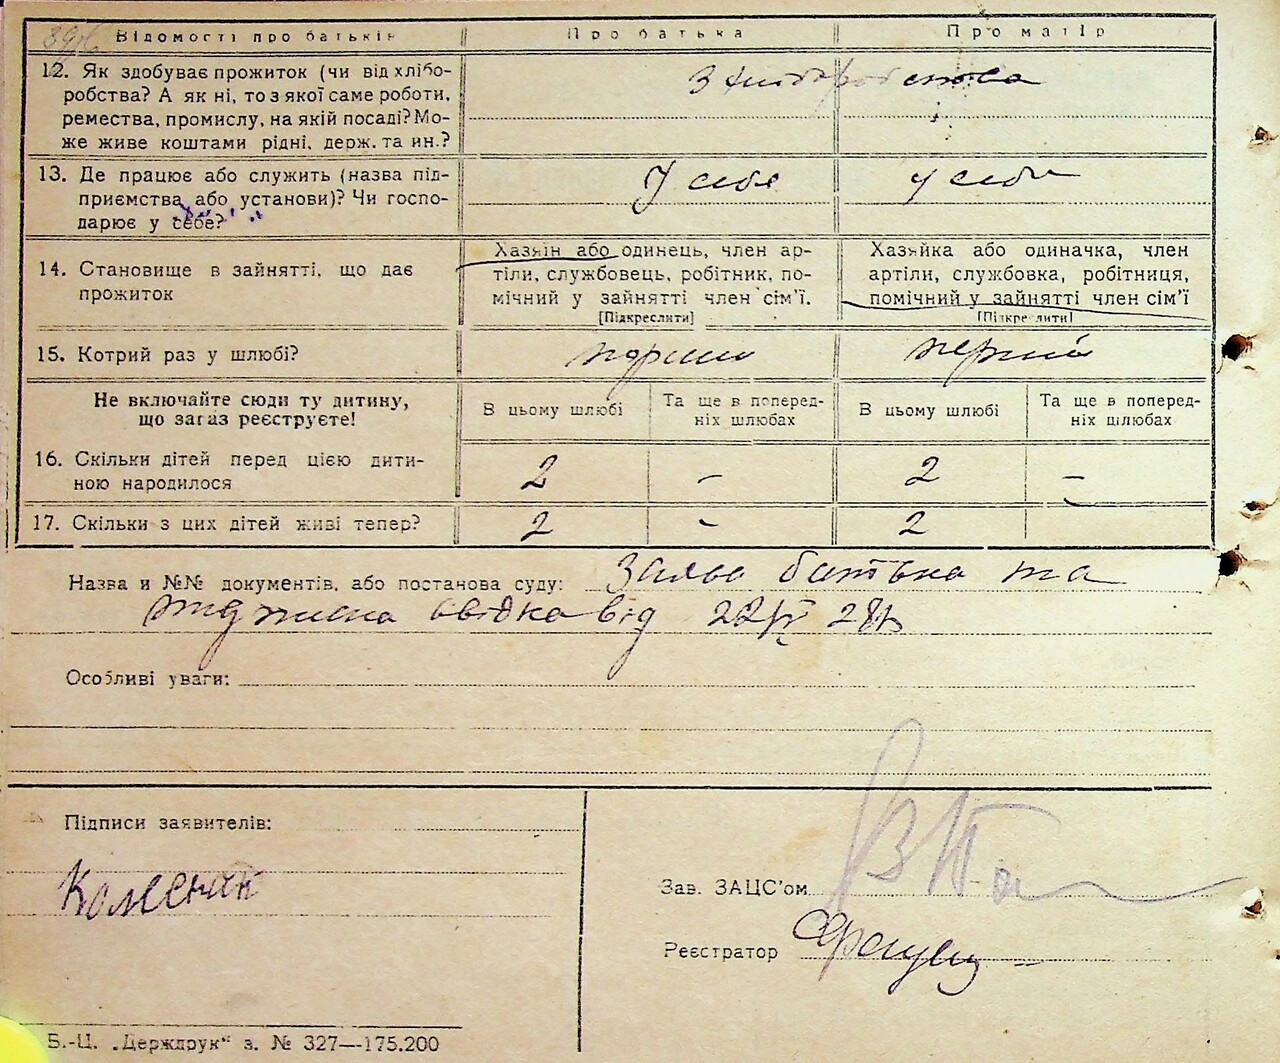 Відомості про батьків Про батька Про матір
12. Як здобуває прожиток (чи від хлібо-
робства? А як ні, то з якої саме роботи,
ремества, промислу, на якій посаді? Мо-
же живе коштами рідні, держ. та ин.?
З хліборобства
13. Де працює або служить (назва під-
приємства або установи)? Чи госпо-
дарює у себе?
У себе у себе
14. Становище в зайнятті, що дає
прожиток
Хазяїн або одинець, член ар-
тіли, службовець, робітник, по-
мічний у зайнятті член сім'ї.
[Підкреслити]
Хазяйка або одиначка, член
артіли, службовка, робітниця,
помічний у зайнятті член сім'ї
[Підкреслити]
15. Котрий раз у шлюбі? перший перший
Не включайте сюди ту дитину,
що зараз реєструєте!
В цьому шлюбі
Та ще в поперед-
ніх шлюбах
В цьому шлюбі
Та ще в поперед-
ніх шлюбах
16. Скільки дітей перед цією дити-
ною народилося
2 – 2 –
17. Скільки з цих дітей живі тепер? 2 – 2
Назва и №№ документів, або постанова суду: Заява батька та
від 22/ 28р
Особливі уваги:
Підписи заявителів:
Зав. ЗАЦС'ом
Реєстратор
Б.-Ц. „Держдрук“ з. № 327—175.200